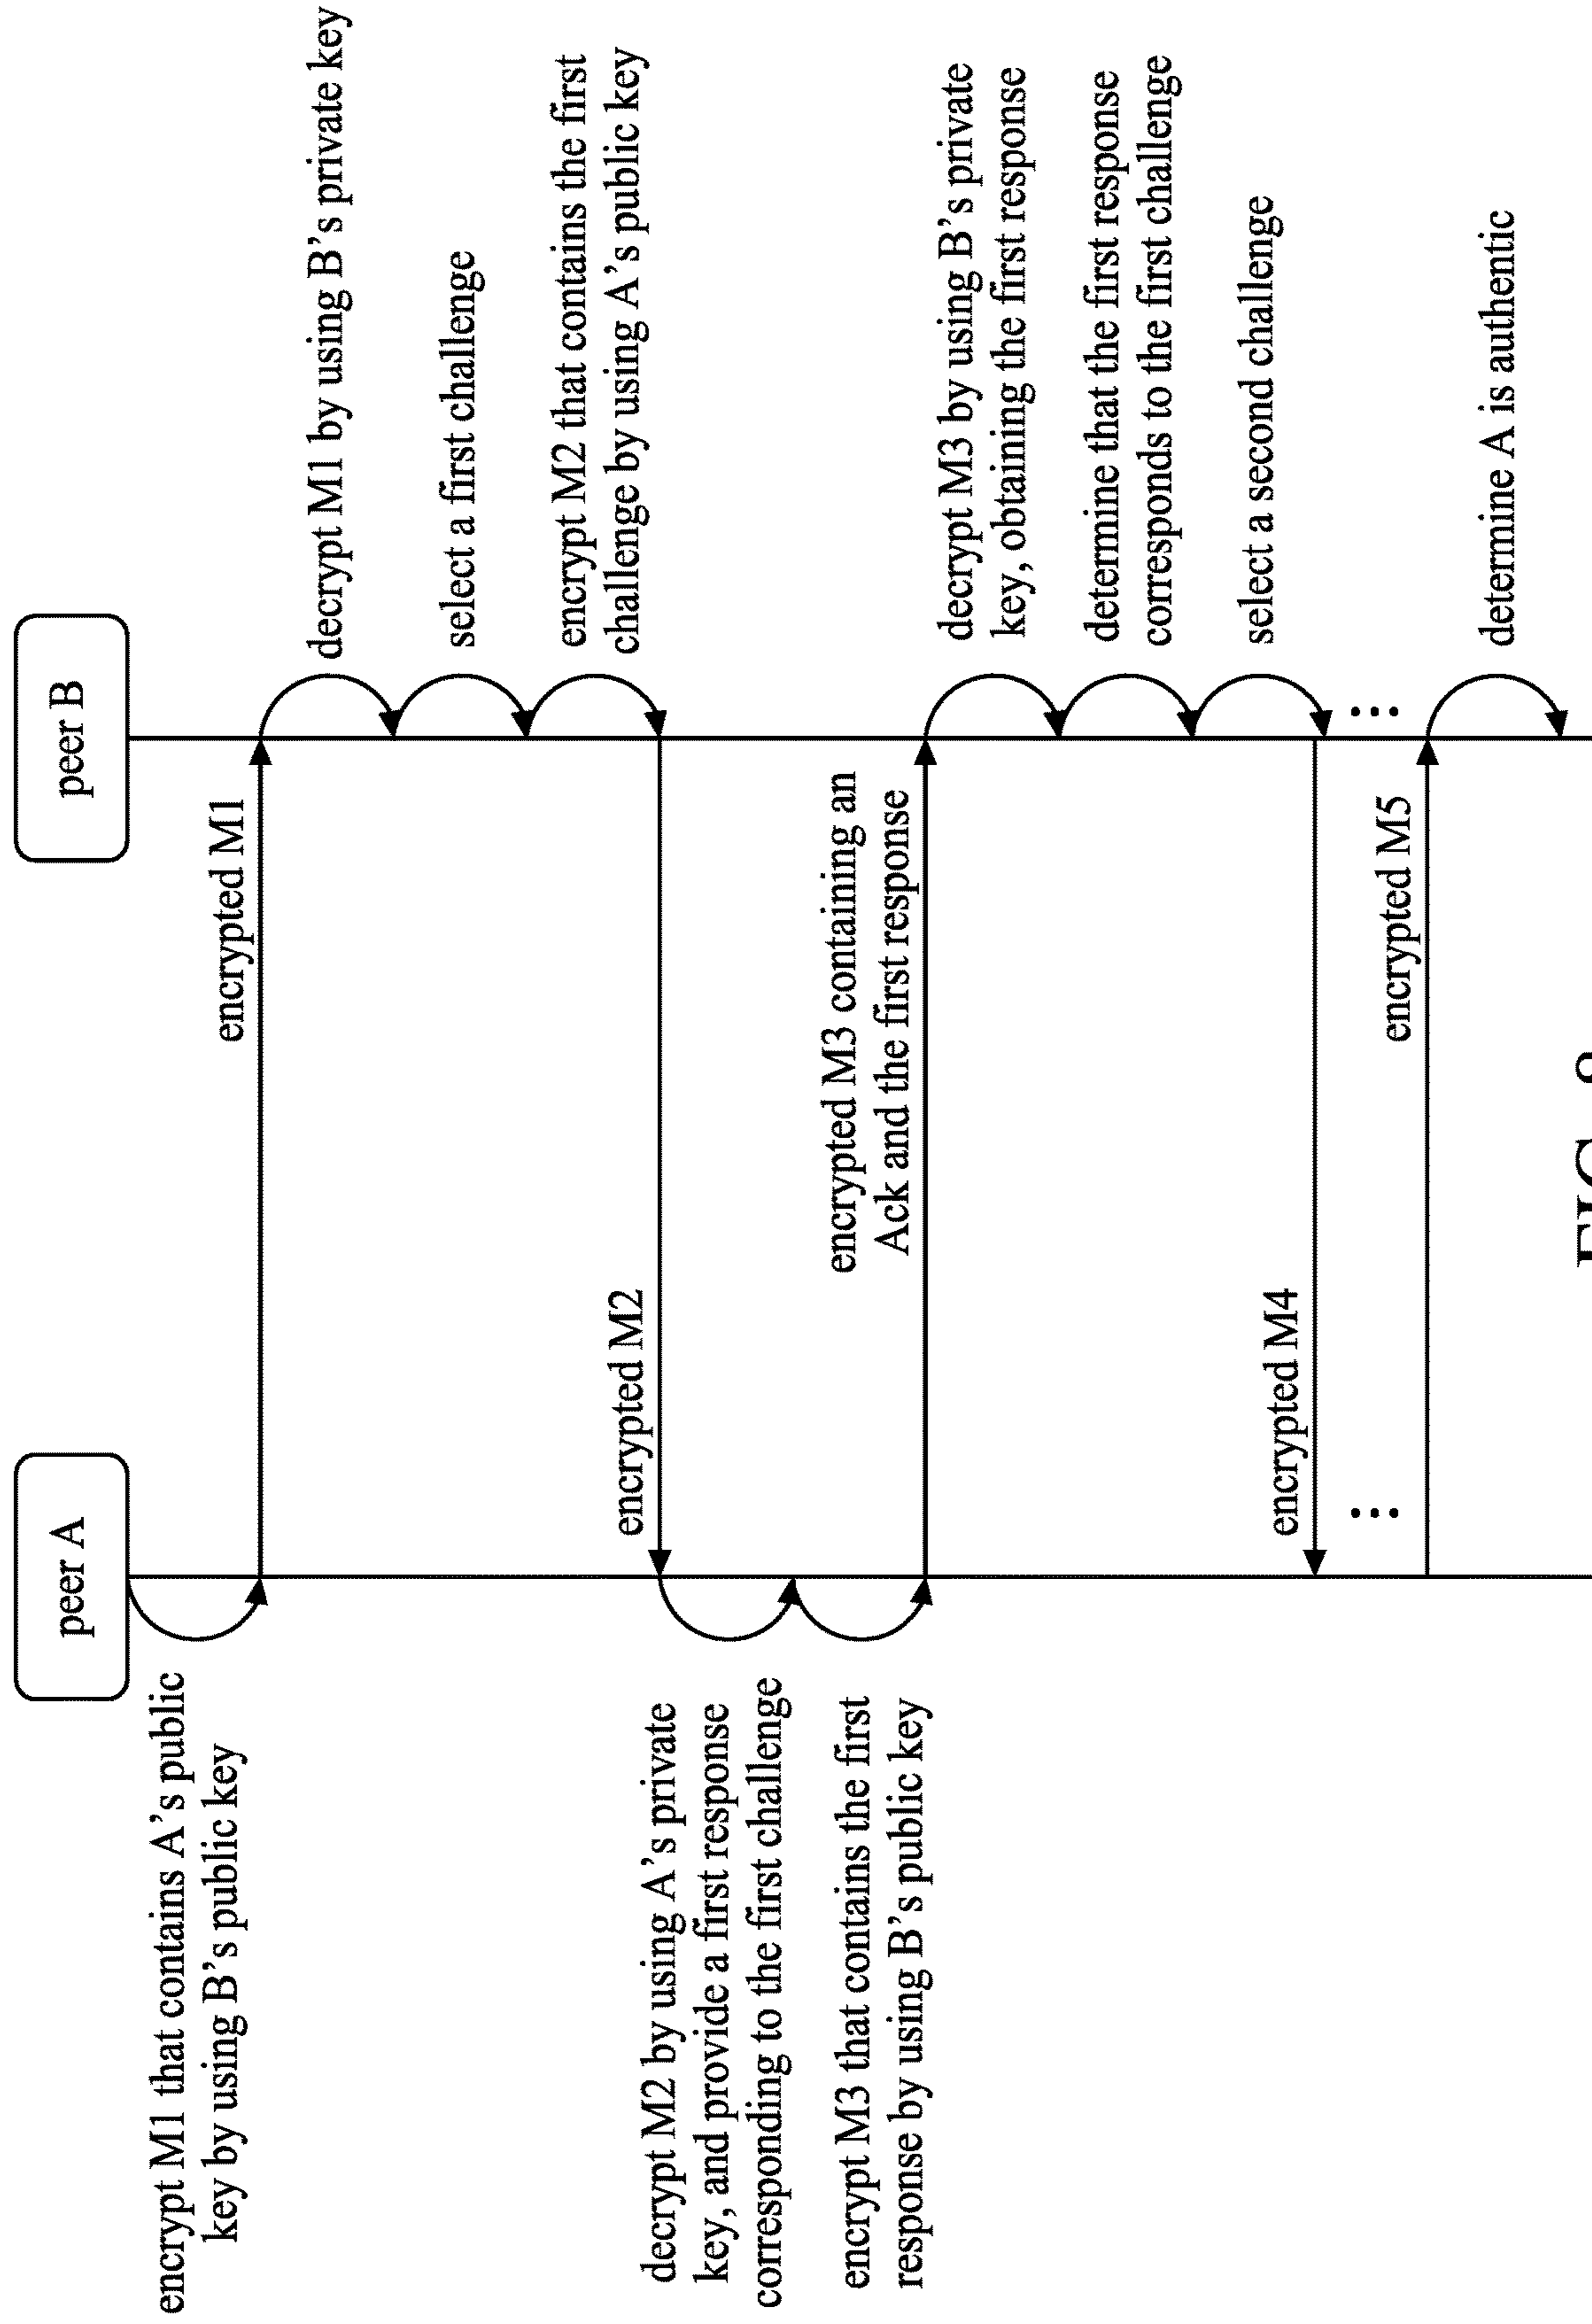 peer A
peer B
encrypt M1 that contains A's public
key by using B's public key
encrypted M1
decrypt M1 by using B's private key
select a first challenge
encrypt M2 that contains the first
challenge by using A's public key
encrypted M2
decrypt M2 by using A's private
key, and provide a first response
corresponding to the first challenge
encrypt M3 that contains the first
response by using B's public key
encrypted M3 containing an
Ack and the first response
decrypt M3 by using B's private
key, obtaining the first response
determine that the first response
corresponds to the first challenge
select a second challenge
encrypted M4
...
...
encrypted M5
determine A is authentic
FIG.